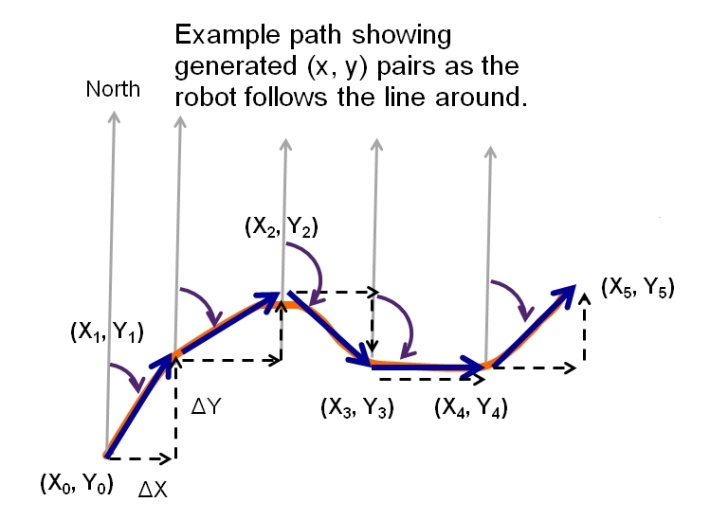 Example path showing
generated (x, y) pairs as the
robot follows the line around.
North
(X₂, Y₂)
(X₅, Y₅)
(X₁, Y₁)
ΔY
(X₃, Y₃)
(X₄, Y₄)
(X₀, Y₀)
ΔX